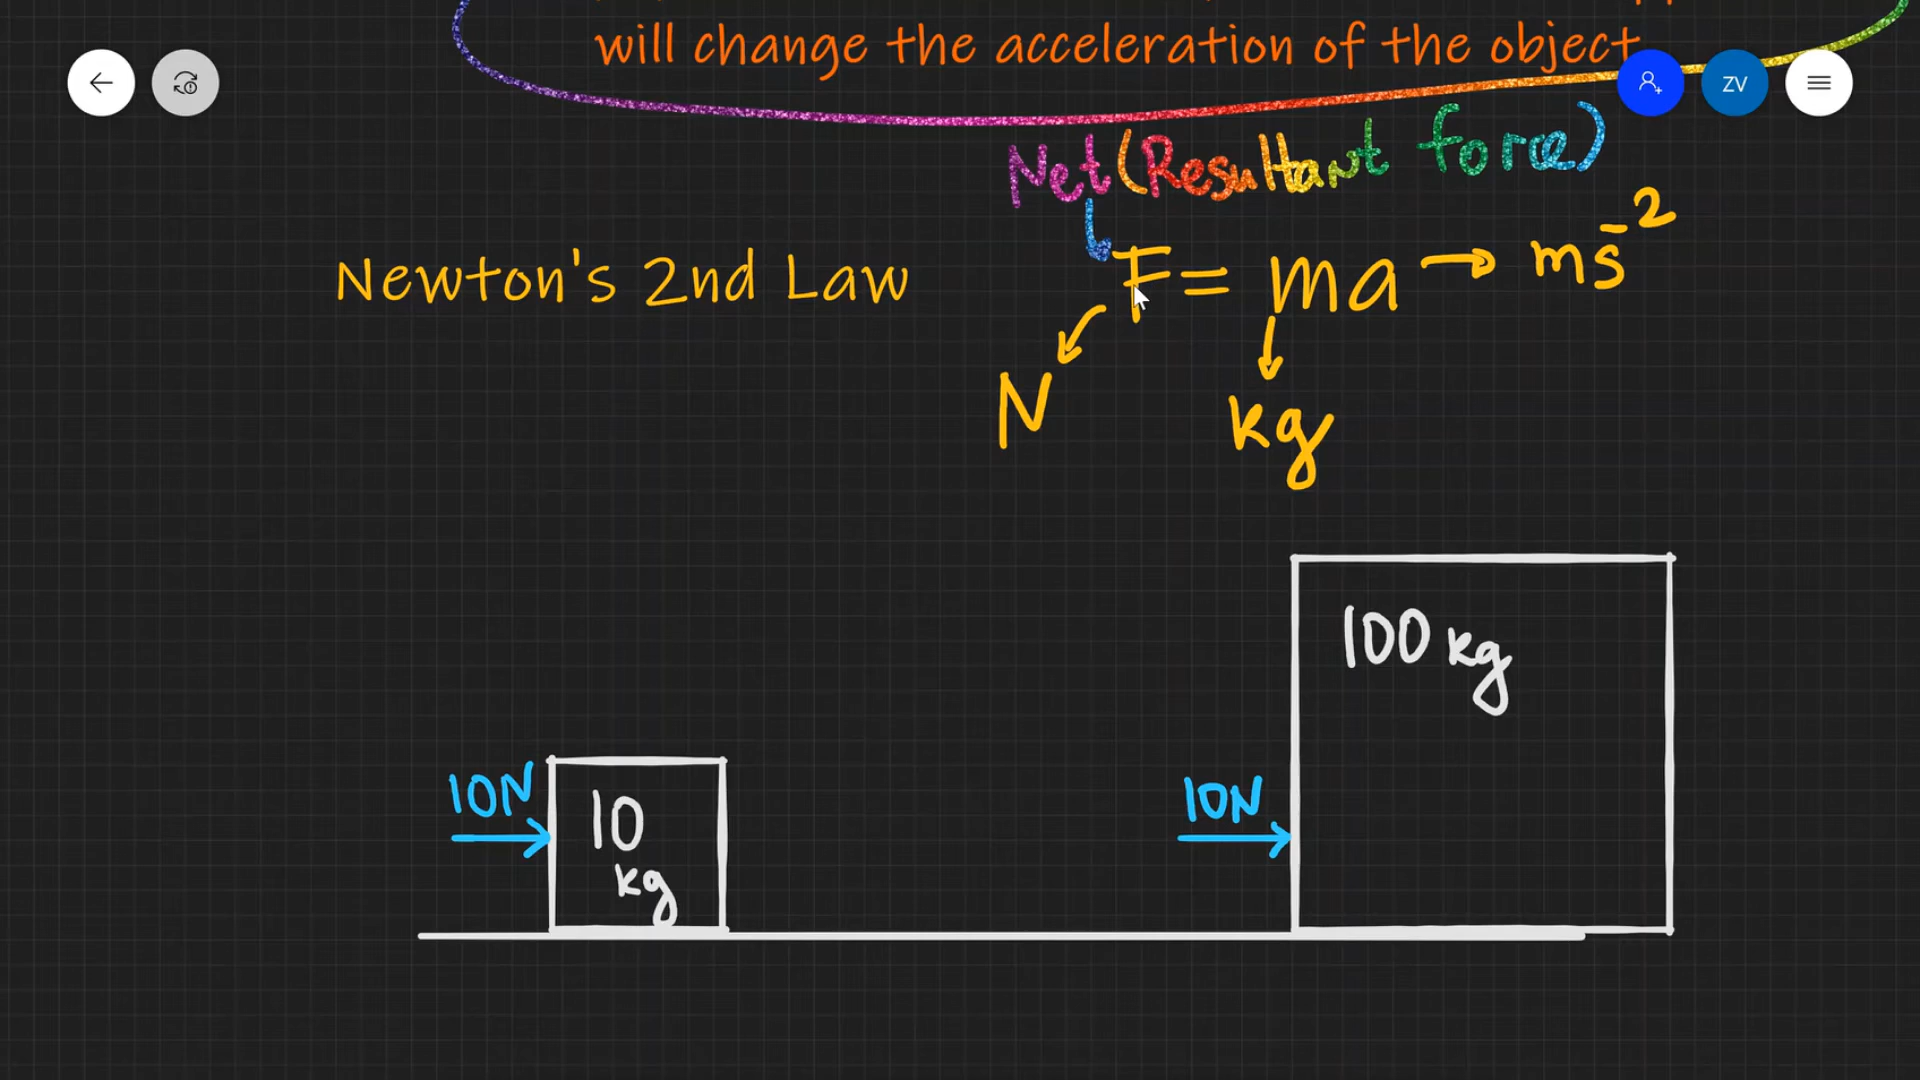 will change the acceleration of the object
ZV
Net (Resultant force)
Newton's 2nd Law
F = ma → ms⁻²
N
kg
100 kg
10N
10
kg
10N